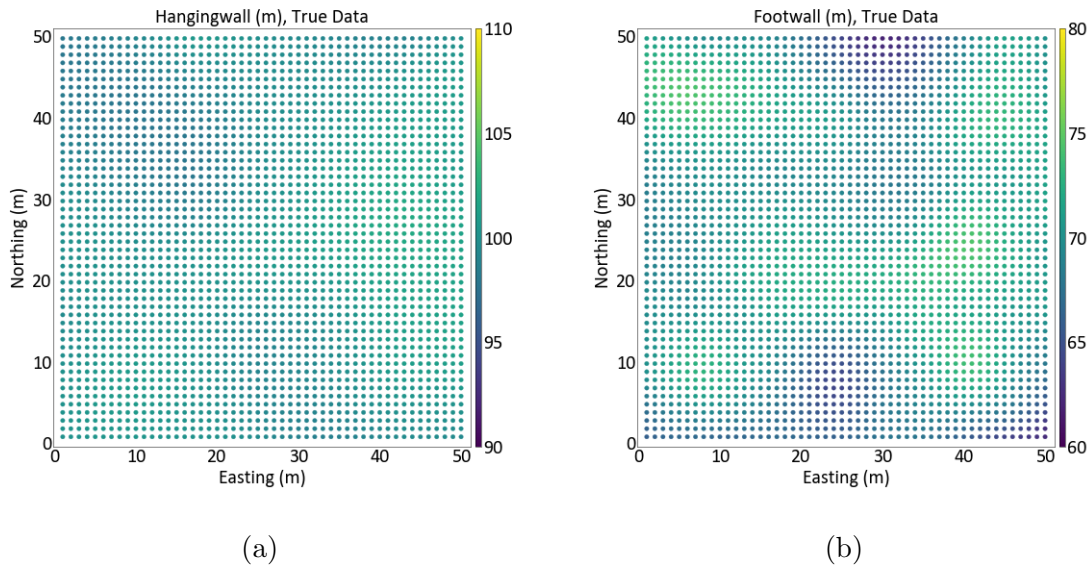 Hangingwall (m), True Data
50
40
30
20
10
0
Northing (m)
0 10 20 30 40 50
Easting (m)
110
105
100
95
90
(a)
Footwall (m), True Data
50
40
30
20
10
0
Northing (m)
0 10 20 30 40 50
Easting (m)
80
75
70
65
60
(b)